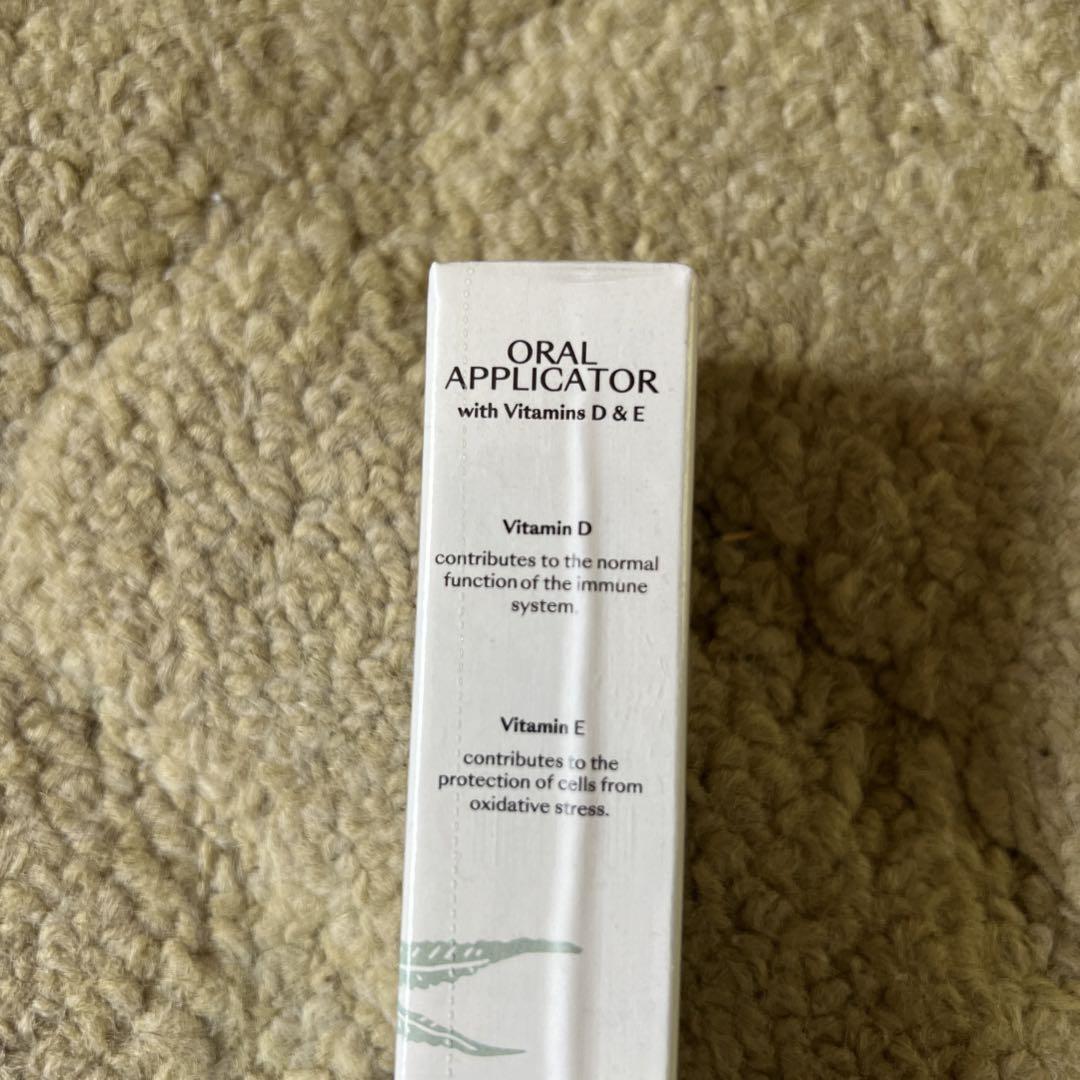 ORAL
APPLICATOR
with Vitamins D & E
Vitamin D
contributes to the normal
function of the immune
system.
Vitamin E
contributes to the
protection of cells from
oxidative stress.